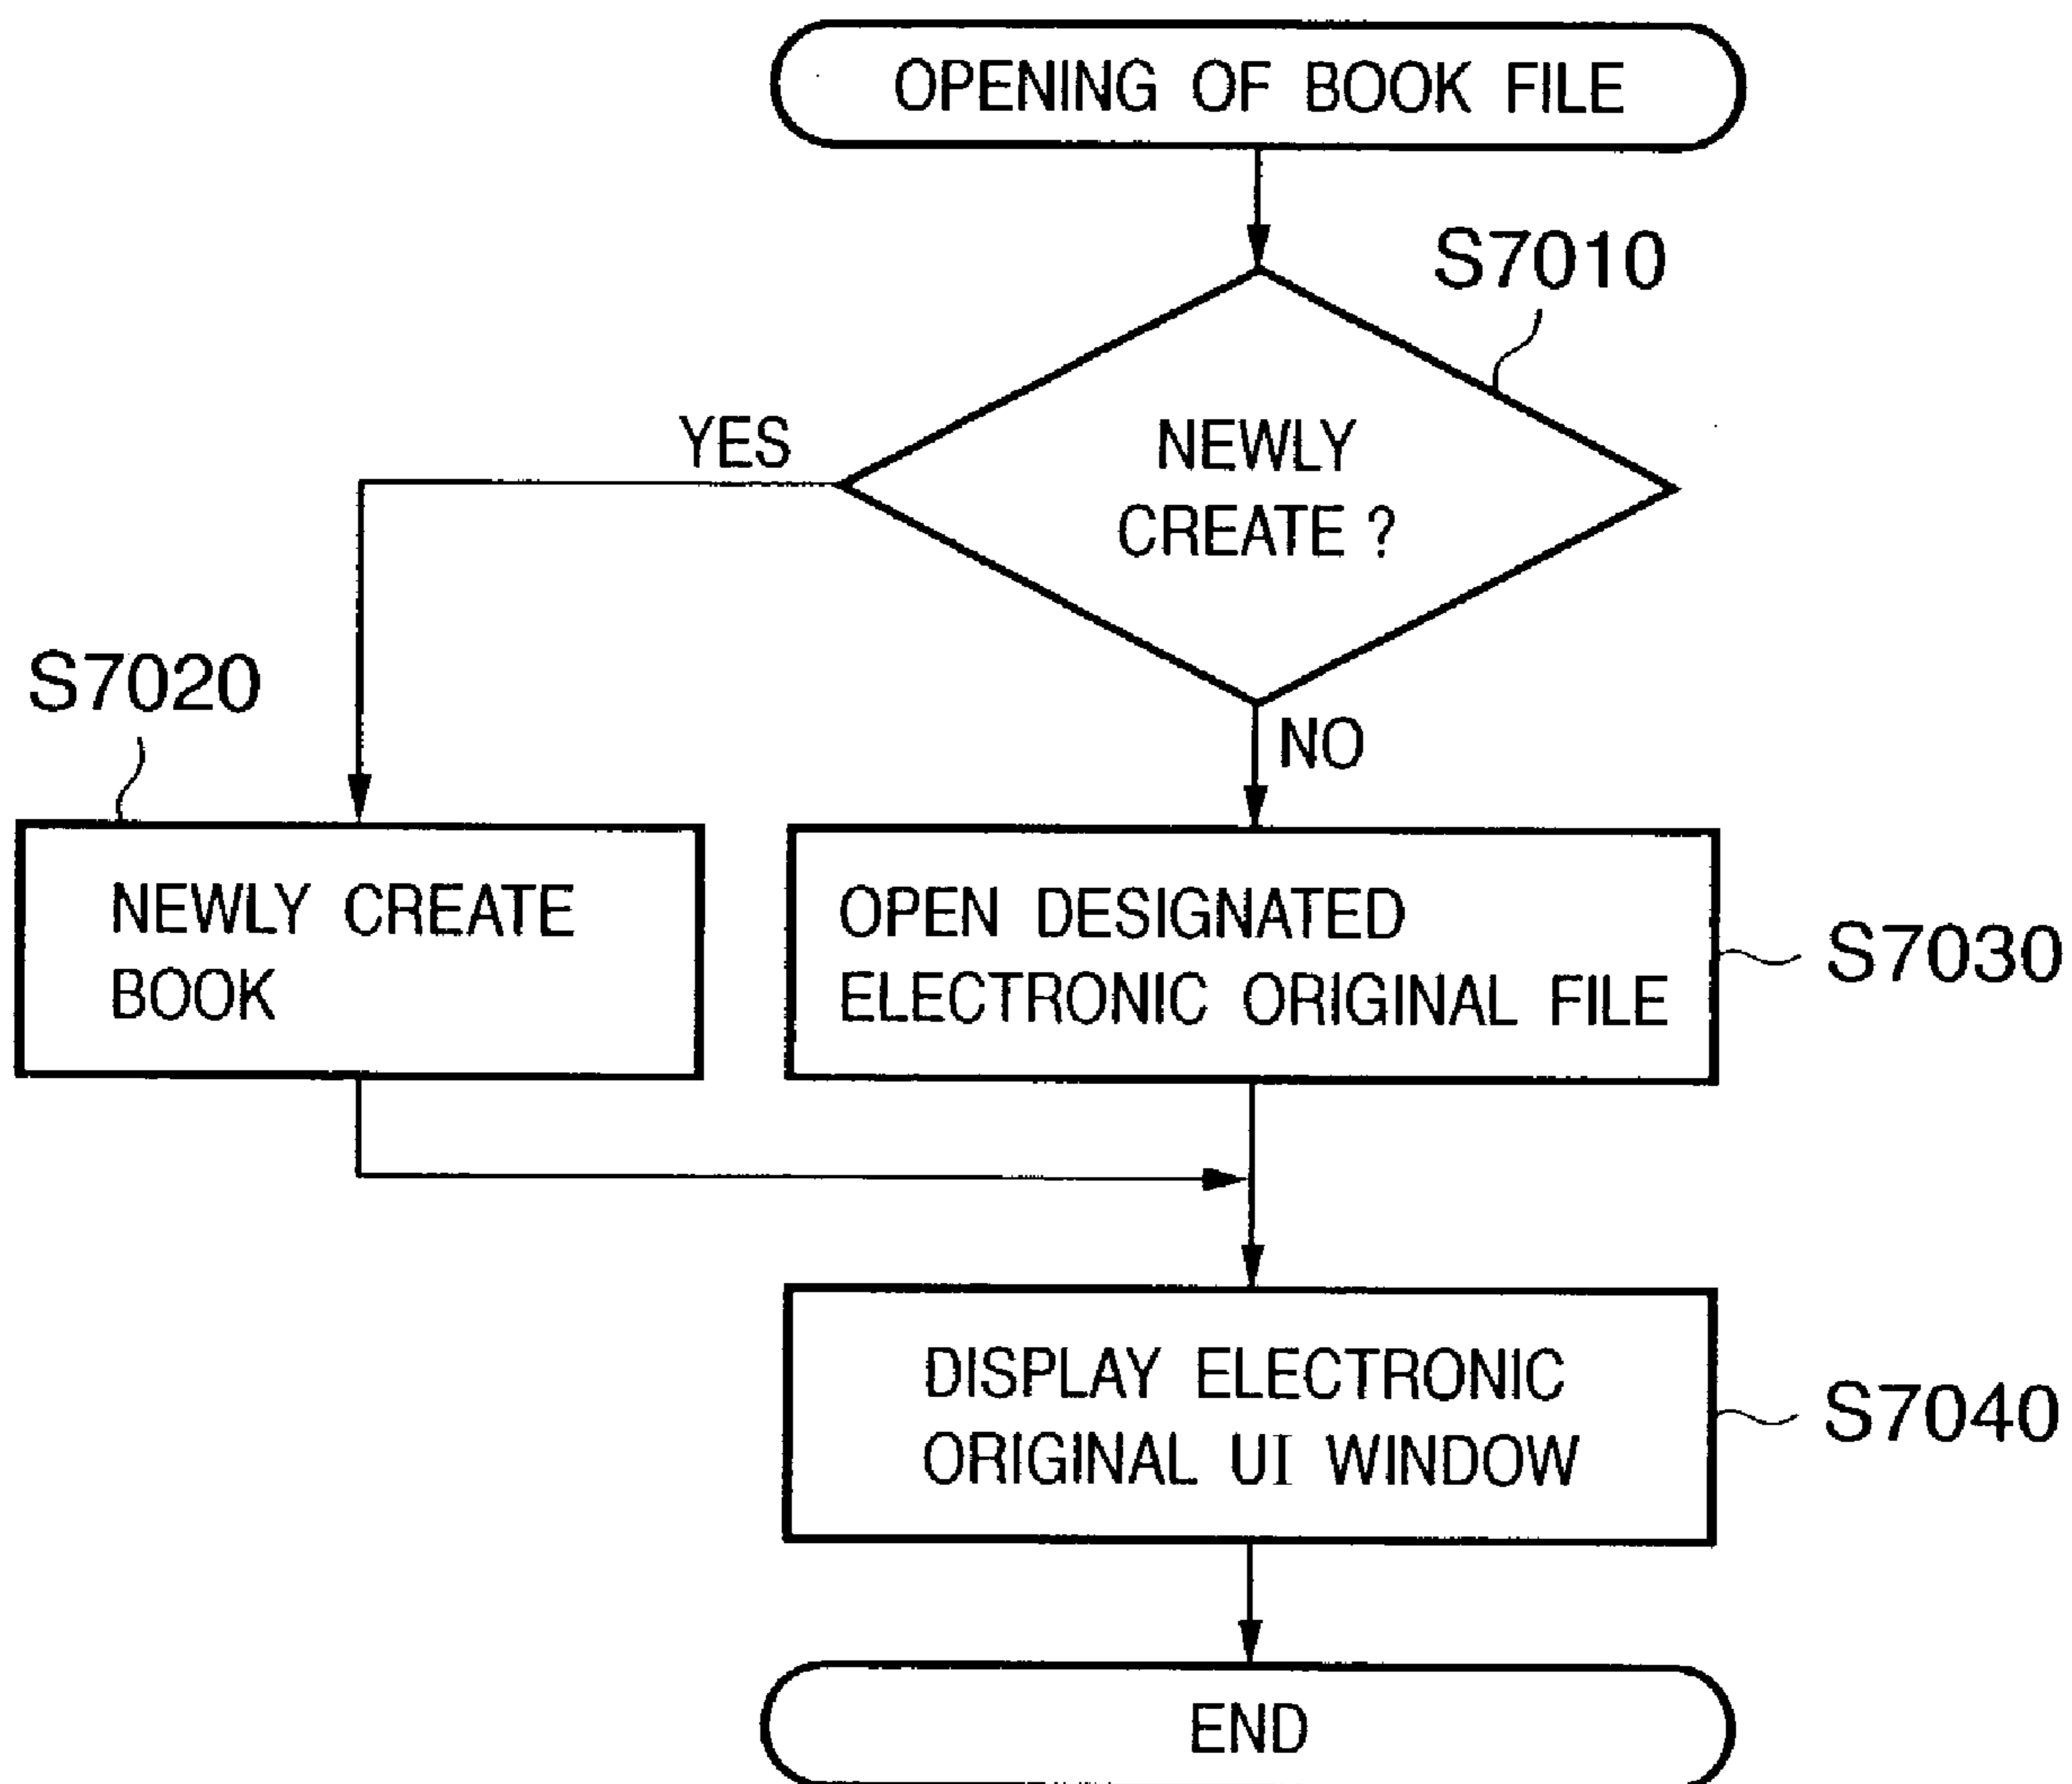 OPENING OF BOOK FILE
S7010
NEWLY
CREATE ?
YES
NO
S7020
NEWLY CREATE
BOOK
OPEN DESIGNATED
ELECTRONIC ORIGINAL FILE
S7030
DISPLAY ELECTRONIC
ORIGINAL UI WINDOW
S7040
END